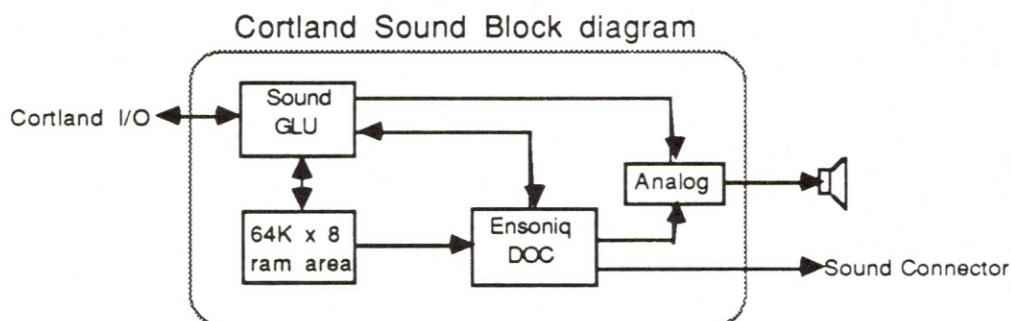 Cortland Sound Block diagram
Cortland I/O
Sound
GLU
Analog
64K x 8
ram area
Ensoniq
DOC
Sound Connector